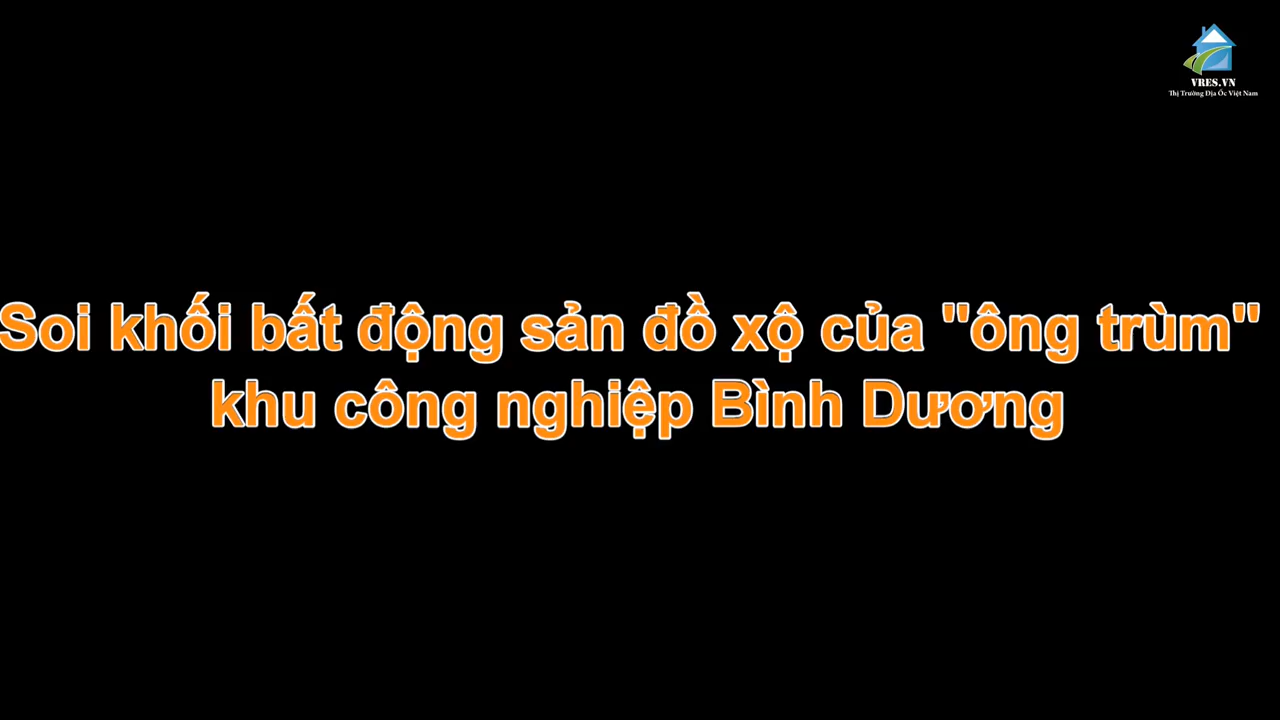 VRES.VN
Thị Trường Địa Ốc Việt Nam
Soi khối bất động sản đồ xộ của "ông trùm"
khu công nghiệp Bình Dương